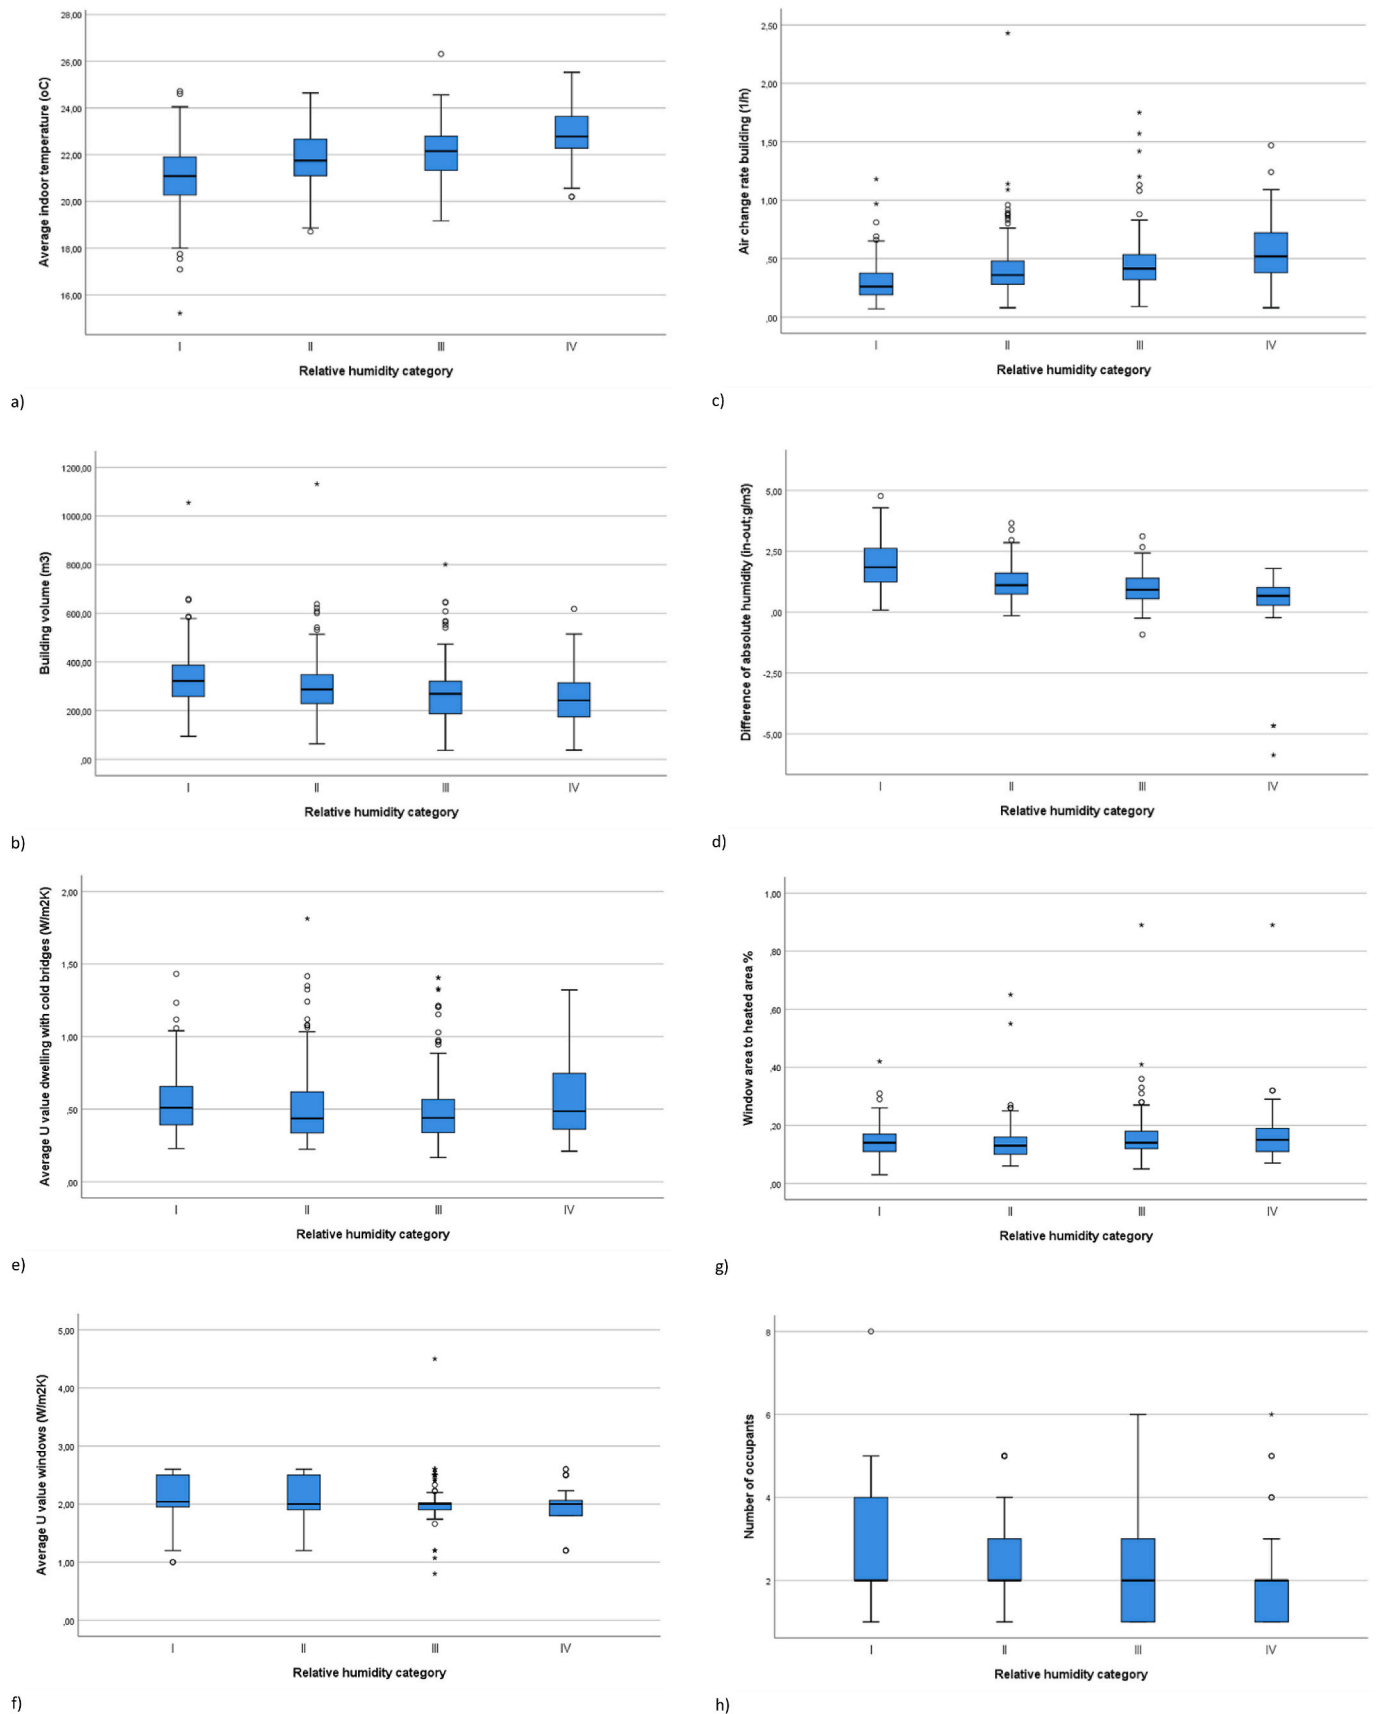 Average indoor temperature (oC)
28,00
26,00
24,00
22,00
20,00
18,00
16,00
I II III IV
Relative humidity category
a)
Air change rate building (1/h)
2,50
2,00
1,50
1,00
,50
,00
I II III IV
Relative humidity category
c)
Building volume (m3)
1200,00
1000,00
800,00
600,00
400,00
200,00
,00
I II III IV
Relative humidity category
b)
Difference of absolute humidity (in-out;g/m3)
5,00
2,50
,00
-2,50
-5,00
I II III IV
Relative humidity category
d)
Average U value dwelling with cold bridges (W/m2K)
2,00
1,50
1,00
,50
,00
I II III IV
Relative humidity category
e)
Window area to heated area %
1,00
,80
,60
,40
,20
,00
I II III IV
Relative humidity category
g)
Average U value windows (W/m2K)
5,00
4,00
3,00
2,00
1,00
,00
I II III IV
Relative humidity category
f)
Number of occupants
8
6
4
2
I II III IV
Relative humidity category
h)